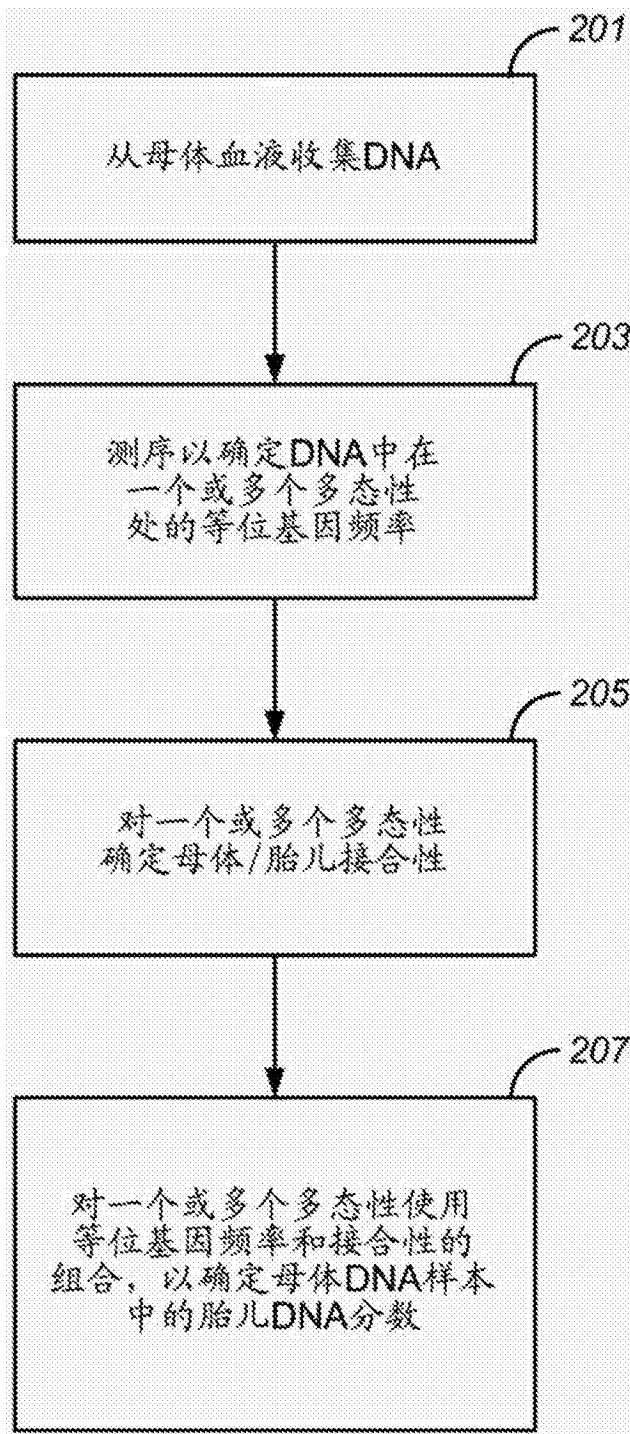 201
从母体血液收集DNA
203
测序以确定DNA中在
一个或多个多态性
处的等位基因频率
205
对一个或多个多态性
确定母体/胎儿接合性
207
对一个或多个多态性使用
等位基因频率和接合性的
组合，以确定母体DNA样本
中的胎儿DNA分数